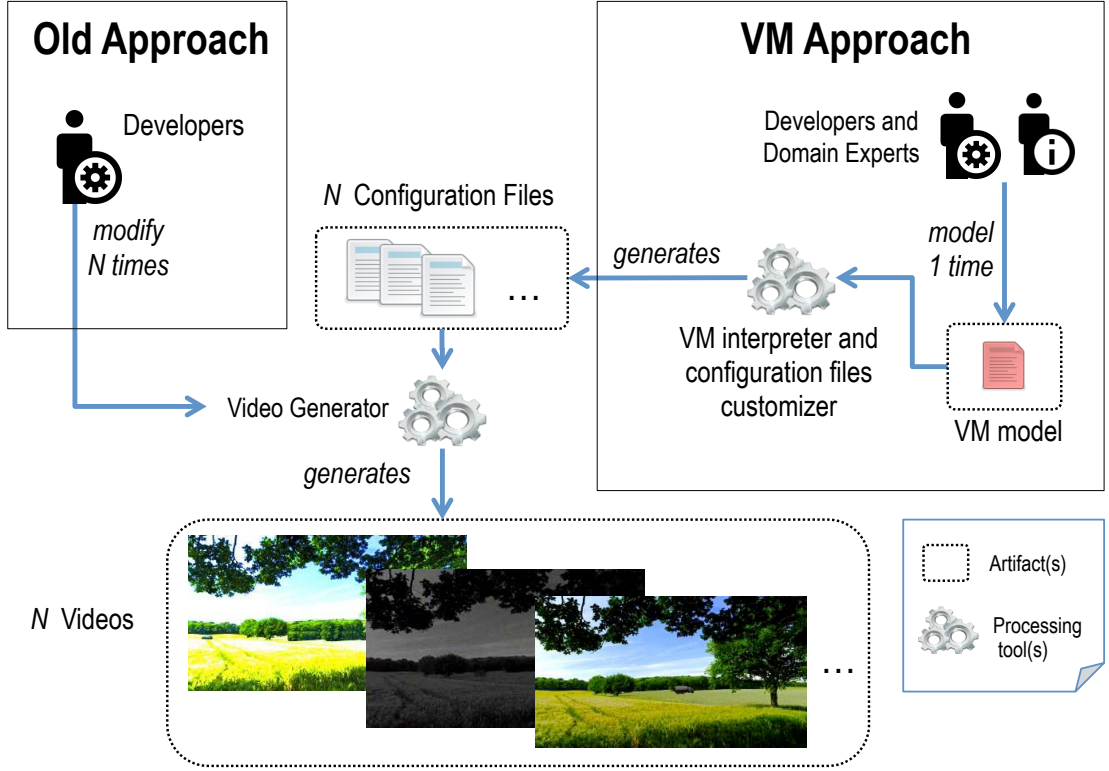 Old Approach
Developers
modify
N times
VM Approach
Developers and
Domain Experts
model
1 time
N Configuration Files
...
generates
VM interpreter and
configuration files
customizer
VM model
Video Generator
generates
N Videos
...
Artifact(s)
Processing
tool(s)